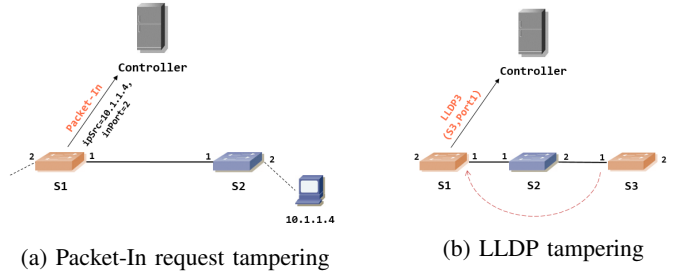 Controller
Packet-In
ipSrc=10.1.1.4,
inPort=2
2
1
1
2
S1
S2
10.1.1.4
(a) Packet-In request tampering
Controller
LLDP3
(S3,Port1)
2
1
1
2
1
2
S1
S2
S3
(b) LLDP tampering